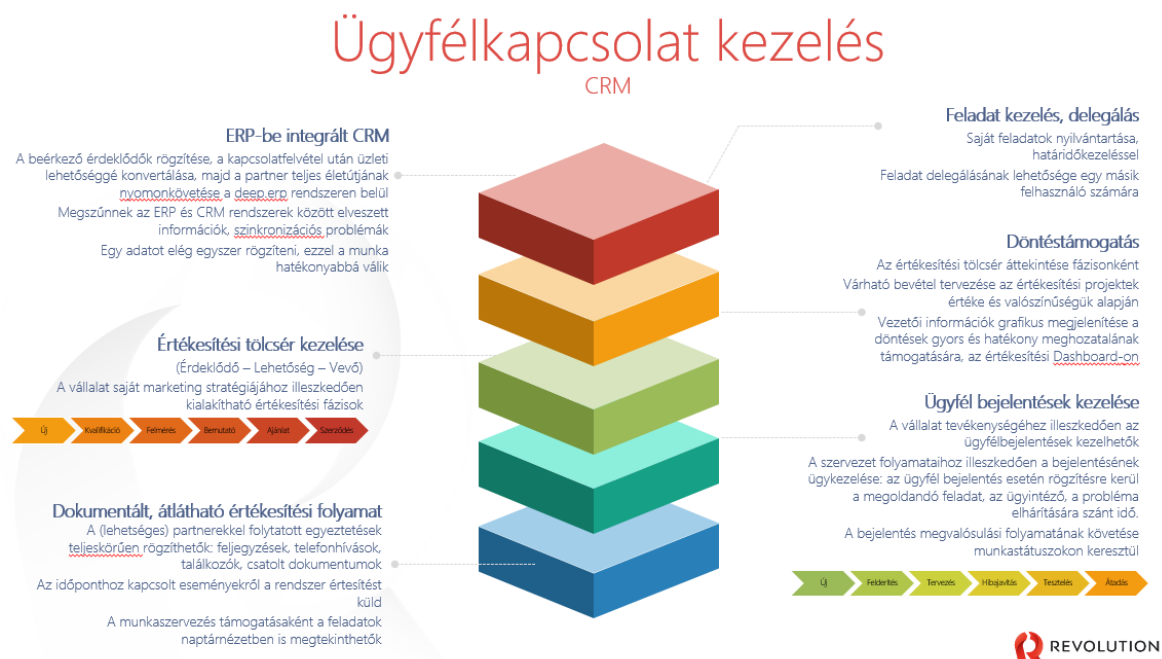 Ügyfélkapcsolat kezelés
CRM
ERP-be integrált CRM
A beérkező érdeklődők rögzítése, a kapcsolatfelvétel után üzleti
lehetőséggé konvertálása, majd a partner teljes életútjának
nyomonkövetése a deep.erp rendszeren belül
Megszűnnek az ERP és CRM rendszerek között elveszett
információk, szinkronizációs problémák
Egy adatot elég egyszer rögzíteni, ezzel a munka
hatékonyabbá válik
Értékesítési tölcsér kezelése
(Érdeklődő – Lehetőség – Vevő)
A vállalat saját marketing stratégiájához illeszkedően
kialakítható értékesítési fázisok
Új
Kvalifikáció
Felmérés
Bemutató
Ajánlat
Szerződés
Dokumentált, átlátható értékesítési folyamat
A (lehetséges) partnerekkel folytatott egyeztetések
teljeskörűen rögzíthetők: feljegyzések, telefonhívások,
találkozók, csatolt dokumentumok
Az időponthoz kapcsolt eseményekről a rendszer értesítést
küld
A munkaszervezés támogatásaként a feladatok
naptárnézetben is megtekinthetők
Feladat kezelés, delegálás
Saját feladatok nyilvántartása,
határidőkezeléssel
Feladat delegálásának lehetősége egy másik
felhasználó számára
Döntéstámogatás
Az értékesítési tölcsér áttekintése fázisonként
Várható bevétel tervezése az értékesítési projektek
értéke és valószínűségük alapján
Vezetői információk grafikus megjelenítése a
döntések gyors és hatékony meghozatalának
támogatására, az értékesítési Dashboard-on
Ügyfél bejelentések kezelése
A vállalat tevékenységéhez illeszkedően az
ügyfélbejelentések kezelhetők
A szervezet folyamataihoz illeszkedően a bejelentésének
ügykezelése: az ügyfél bejelentés esetén rögzítésre kerül
a megoldandó feladat, az ügyintéző, a probléma
elhárítására szánt idő.
A bejelentés megvalósulási folyamatának követése
munkastátuszokon keresztül
Új
Felderítés
Tervezés
Hibajavítás
Tesztelés
Átadás
REVOLUTION